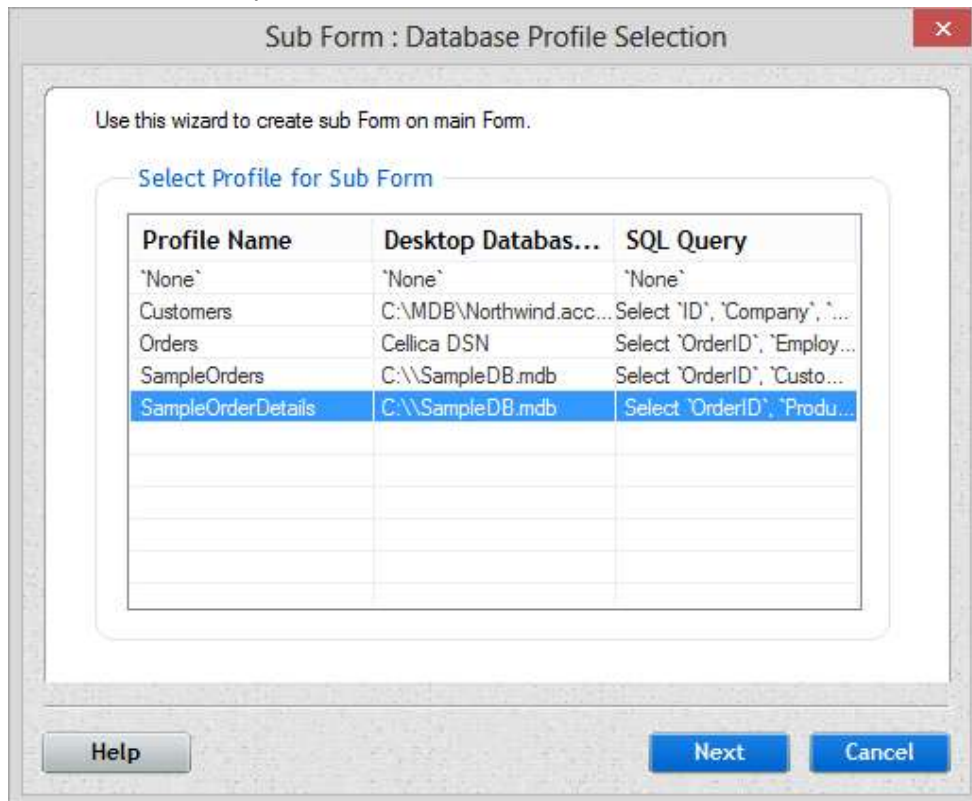 Sub Form : Database Profile Selection
Use this wizard to create sub Form on main Form.
Select Profile for Sub Form
Profile Name Desktop Databas... SQL Query
`None` `None` `None`
Customers C:\MDB\Northwind.acc... Select `ID`, `Company`, `...
Orders Cellica DSN Select `OrderID`, `Employ...
SampleOrders C:\\SampleDB.mdb Select `OrderID`, `Custo...
SampleOrderDetails C:\\SampleDB.mdb Select `OrderID`, `Produ...
Help Next Cancel